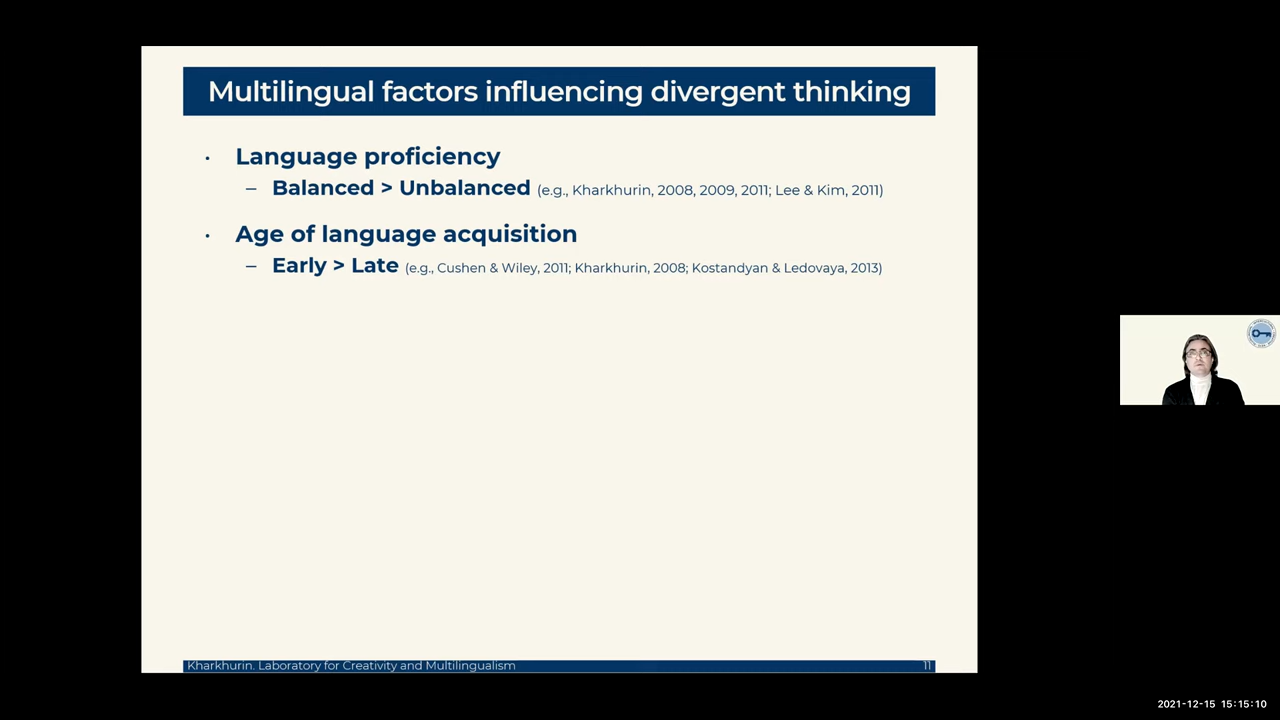 Multilingual factors influencing divergent thinking
• Language proficiency
– Balanced > Unbalanced (e.g., Kharkhurin, 2008, 2009, 2011; Lee & Kim, 2011)
• Age of language acquisition
– Early > Late (e.g., Cushen & Wiley, 2011; Kharkhurin, 2008; Kostandyan & Ledovaya, 2013)
Kharkhurin. Laboratory for Creativity and Multilingualism 11
2021-12-15 15:15:10